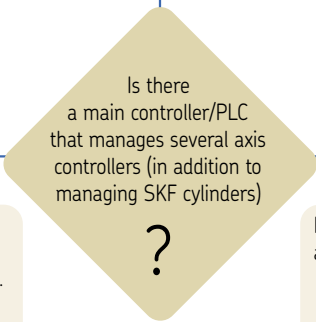 Is there
a main controller/PLC
that manages several axis
controllers (in addition to
managing SKF cylinders)
?